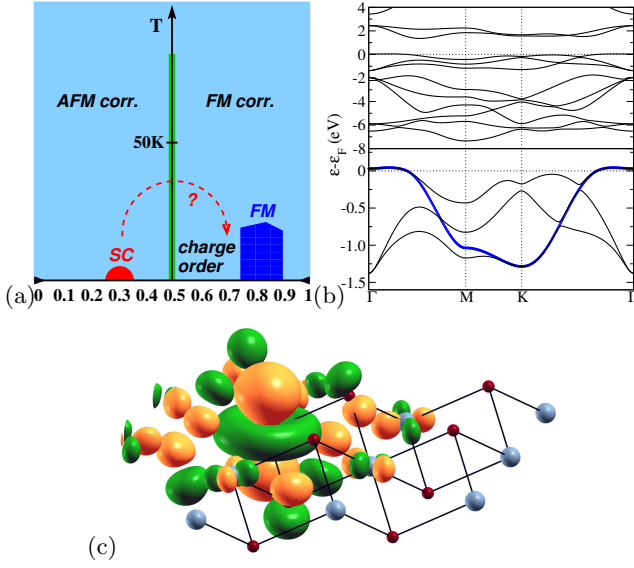 T
AFM corr.
FM corr.
50K
?
FM
SC
charge
order
(a)
0 0.1 0.2 0.3 0.4 0.5 0.6 0.7 0.8 0.9 1
4
2
0
-2
-4
-6
-8
0
-0.5
-1.0
-1.5
ε-ε_F (eV)
(b)
Γ M K Γ
(c)